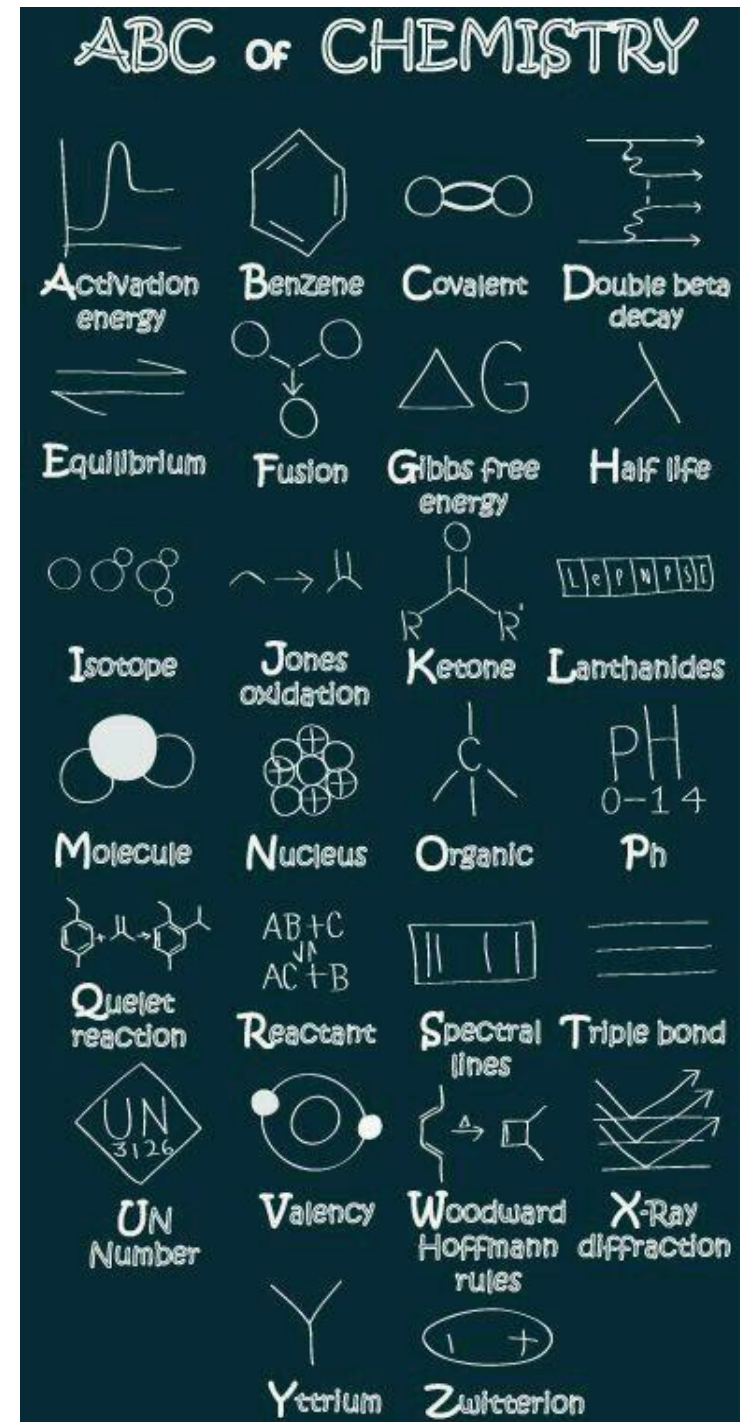 ABC of CHEMISTRY
Activation energy
Benzene
Covalent
Double beta decay
Equilibrium
Fusion
△G
Gibbs free energy
λ
Half life
Isotope
Jones oxidation
O
R R'
Ketone
Lanthanides
Molecule
Nucleus
C
Organic
PH
0-14
Ph
Quelet reaction
AB+C
AC+B
Reactant
Spectral lines
Triple bond
UN
3126
UN Number
Valency
Δ
Woodward Hoffmann rules
X-Ray diffraction
Y
Yttrium
- +
Zwitterion